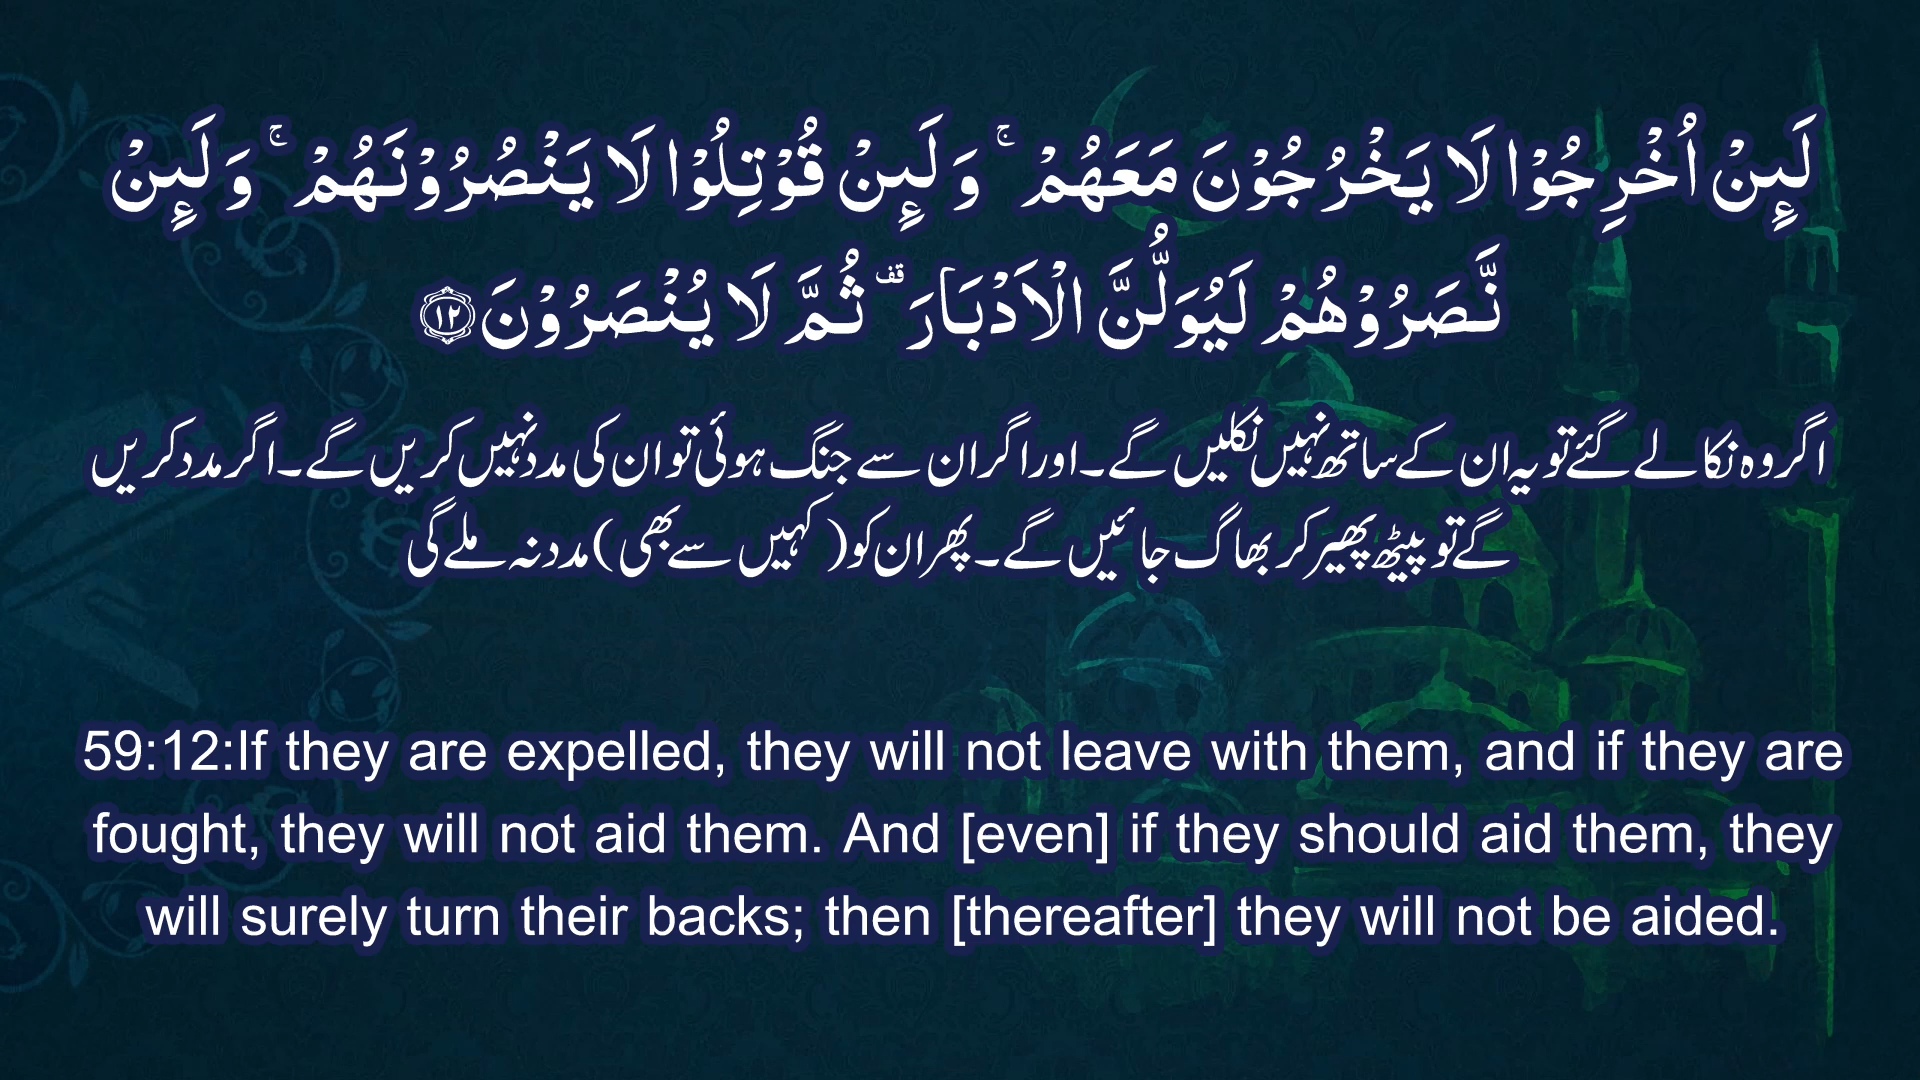 لَىِٕنْ اُخْرِجُوْا لَا يَخْرُجُوْنَ مَعَهُمْ ۚ وَلَىِٕنْ قُوْتِلُوْا لَا يَنْصُرُوْنَهُمْ ۚ وَلَىِٕنْ
نَّصَرُوْهُمْ لَيُوَلُّنَّ الْاَدْبَارَ ۣ ثُمَّ لَا يُنْصَرُوْنَ ﴿۱۲﴾
اگر وہ نکالے گئے تو یہ ان کے ساتھ نہیں نکلیں گے۔ اور اگر ان سے جنگ ہوئی تو ان کی مدد نہیں کریں گے۔ اگر مدد کریں
گے تو پیٹھ پھیر کر بھاگ جائیں گے۔ پھر ان کو (کہیں سے بھی) مدد نہ ملے گی
59:12:If they are expelled, they will not leave with them, and if they are
fought, they will not aid them. And [even] if they should aid them, they
will surely turn their backs; then [thereafter] they will not be aided.